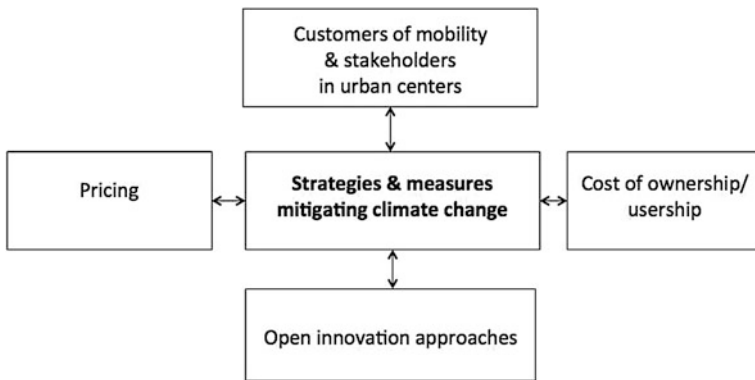 Customers of mobility
& stakeholders
in urban centers
Pricing
Strategies & measures
mitigating climate change
Cost of ownership/
usership
Open innovation approaches